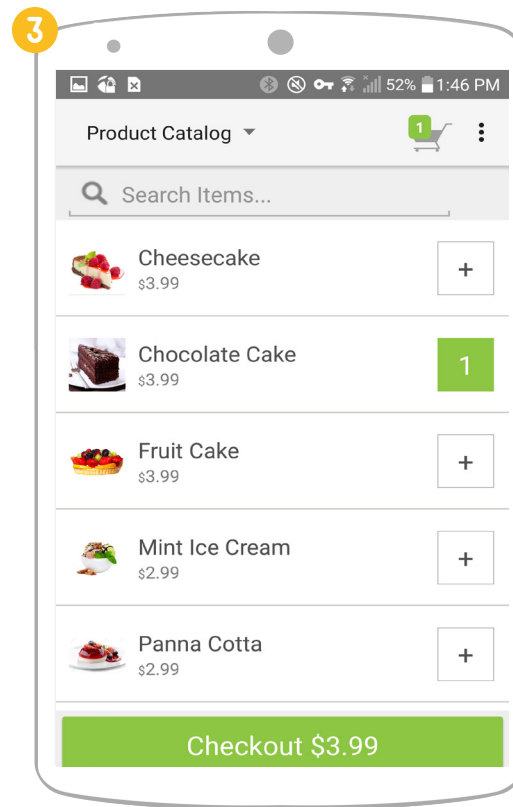 3
52% 1:46 PM
Product Catalog
1
Search Items...
Cheesecake
$3.99
+
Chocolate Cake
$3.99
1
Fruit Cake
$3.99
+
Mint Ice Cream
$2.99
+
Panna Cotta
$2.99
+
Checkout $3.99